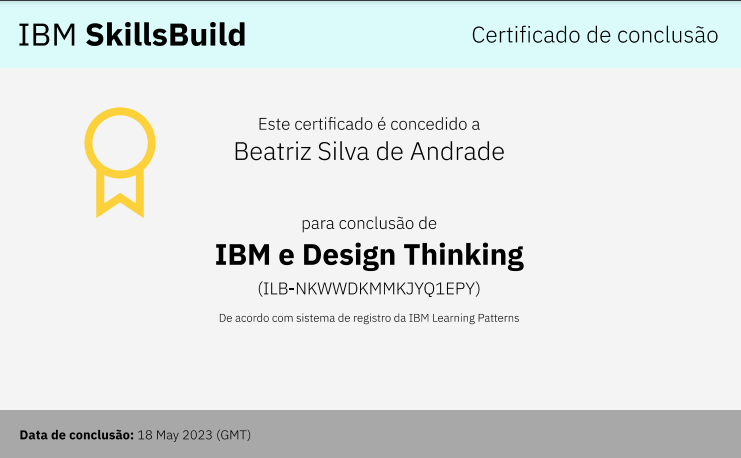 IBM SkillsBuild
Certificado de conclusão
Este certificado é concedido a
Beatriz Silva de Andrade
para conclusão de
IBM e Design Thinking
(ILB-NKWWDKMMKJYQ1EPY)
De acordo com sistema de registro da IBM Learning Patterns
Data de conclusão: 18 May 2023 (GMT)